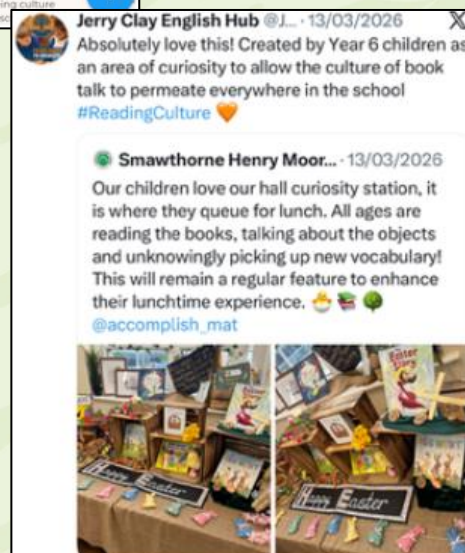 ing culture
Jerry Clay English Hub @J... · 13/03/2026
Absolutely love this! Created by Year 6 children as
an area of curiosity to allow the culture of book
talk to permeate everywhere in the school
#ReadingCulture 🧡
Smawthorne Henry Moor... · 13/03/2026
Our children love our hall curiosity station, it
is where they queue for lunch. All ages are
reading the books, talking about the objects
and unknowingly picking up new vocabulary!
This will remain a regular feature to enhance
their lunchtime experience. 🐣 📚 🌳
@accomplish_mat
Easter
Story
Happy Easter
Happy Easter